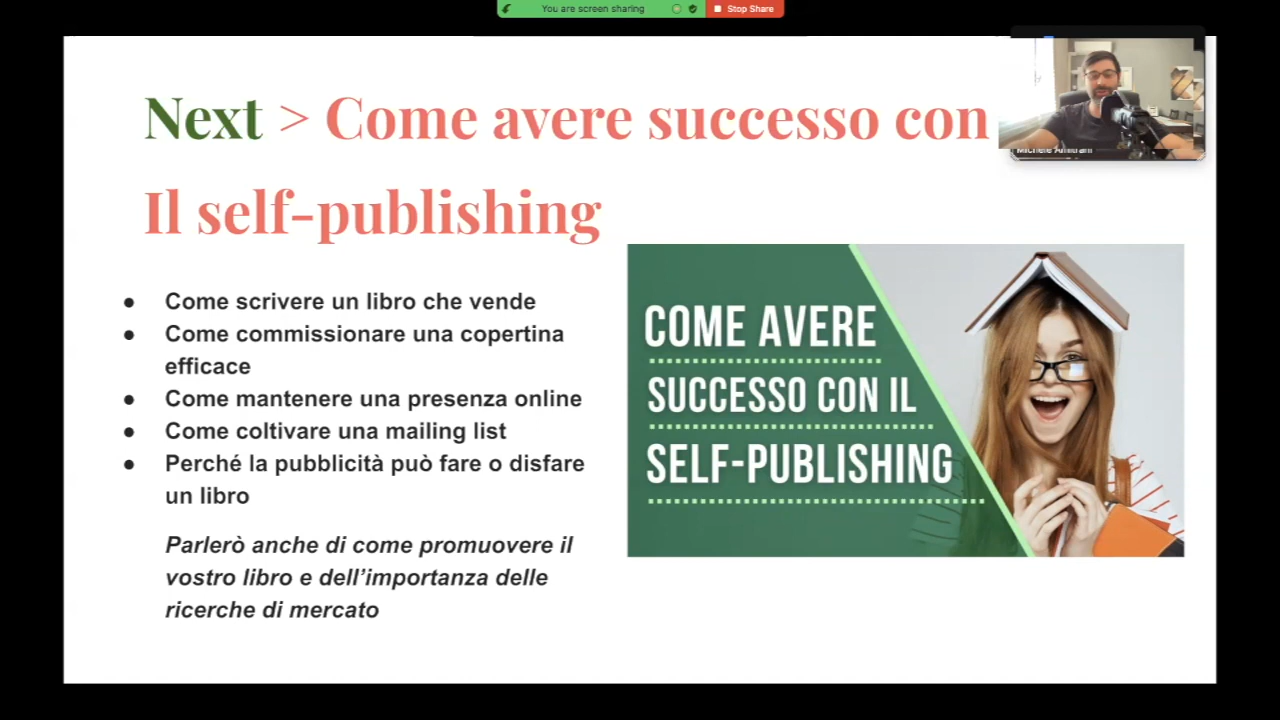 You are screen sharing
Stop Share
Next > Come avere successo con
Il self-publishing
Michele Amitrani
● Come scrivere un libro che vende
● Come commissionare una copertina
efficace
● Come mantenere una presenza online
● Come coltivare una mailing list
● Perché la pubblicità può fare o disfare
un libro
Parlerò anche di come promuovere il
vostro libro e dell’importanza delle
ricerche di mercato
COME AVERE
SUCCESSO CON IL
SELF-PUBLISHING